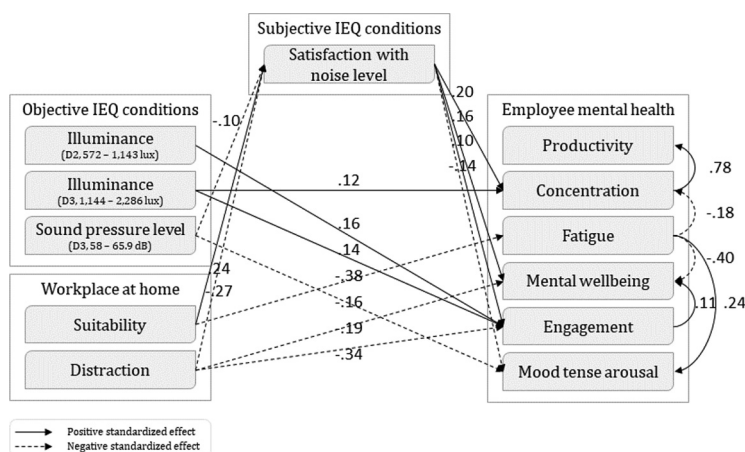 Subjective IEQ conditions
Satisfaction with
noise level
Objective IEQ conditions
Illuminance
(D2, 572 – 1,143 lux)
Illuminance
(D3, 1,144 – 2,286 lux)
Sound pressure level
(D3, 58 – 65.9 dB)
Workplace at home
Suitability
Distraction
Employee mental health
Productivity
Concentration
Fatigue
Mental wellbeing
Engagement
Mood tense arousal
-.10
.20
.16
.10
-.14
.12
.16
.14
-.38
-.16
-.19
-.34
.24
-.27
.78
-.18
-.40
.11
.24
Positive standardized effect
Negative standardized effect